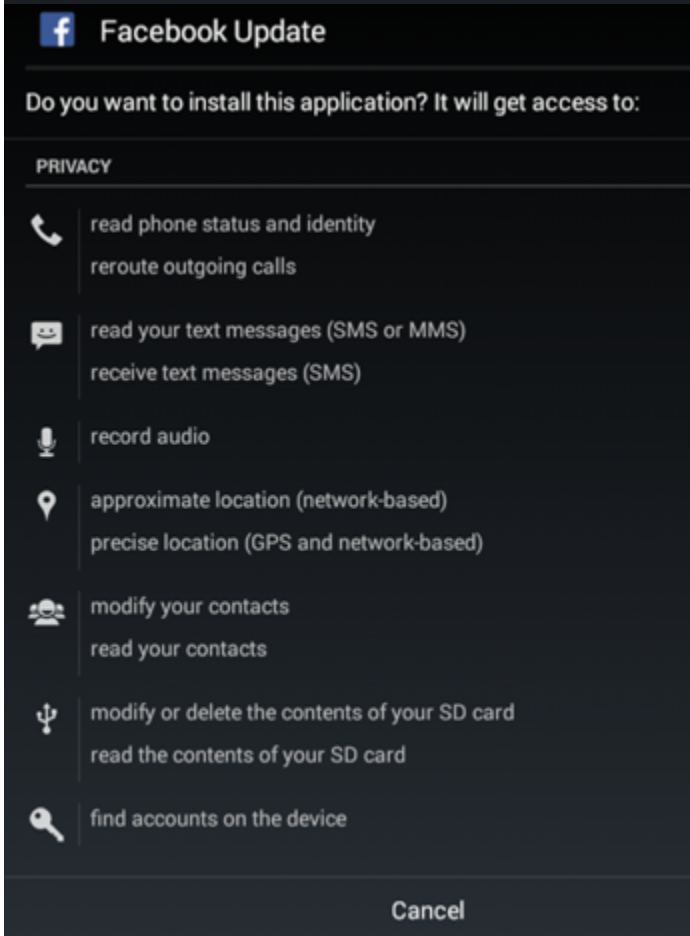 Facebook Update
Do you want to install this application? It will get access to:
PRIVACY
read phone status and identity
reroute outgoing calls
read your text messages (SMS or MMS)
receive text messages (SMS)
record audio
approximate location (network-based)
precise location (GPS and network-based)
modify your contacts
read your contacts
modify or delete the contents of your SD card
read the contents of your SD card
find accounts on the device
Cancel